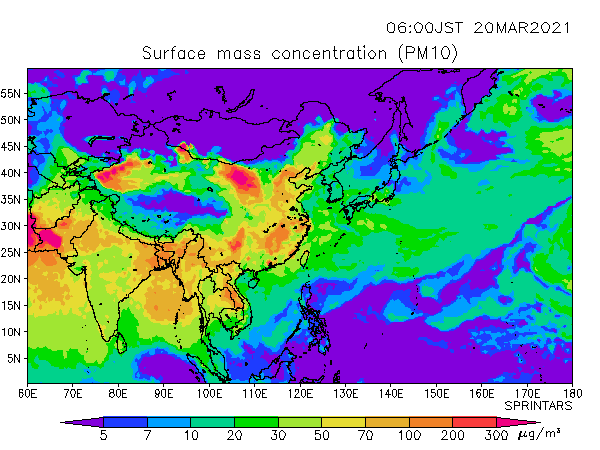 06:00JST 20MAR2021
Surface mass concentration (PM10)
55N
50N
45N
40N
35N
30N
25N
20N
15N
10N
5N
60E 70E 80E 90E 100E 110E 120E 130E 140E 150E 160E 170E 180
SPRINTARS
5 7 10 20 30 50 70 100 200 300 μg/m³